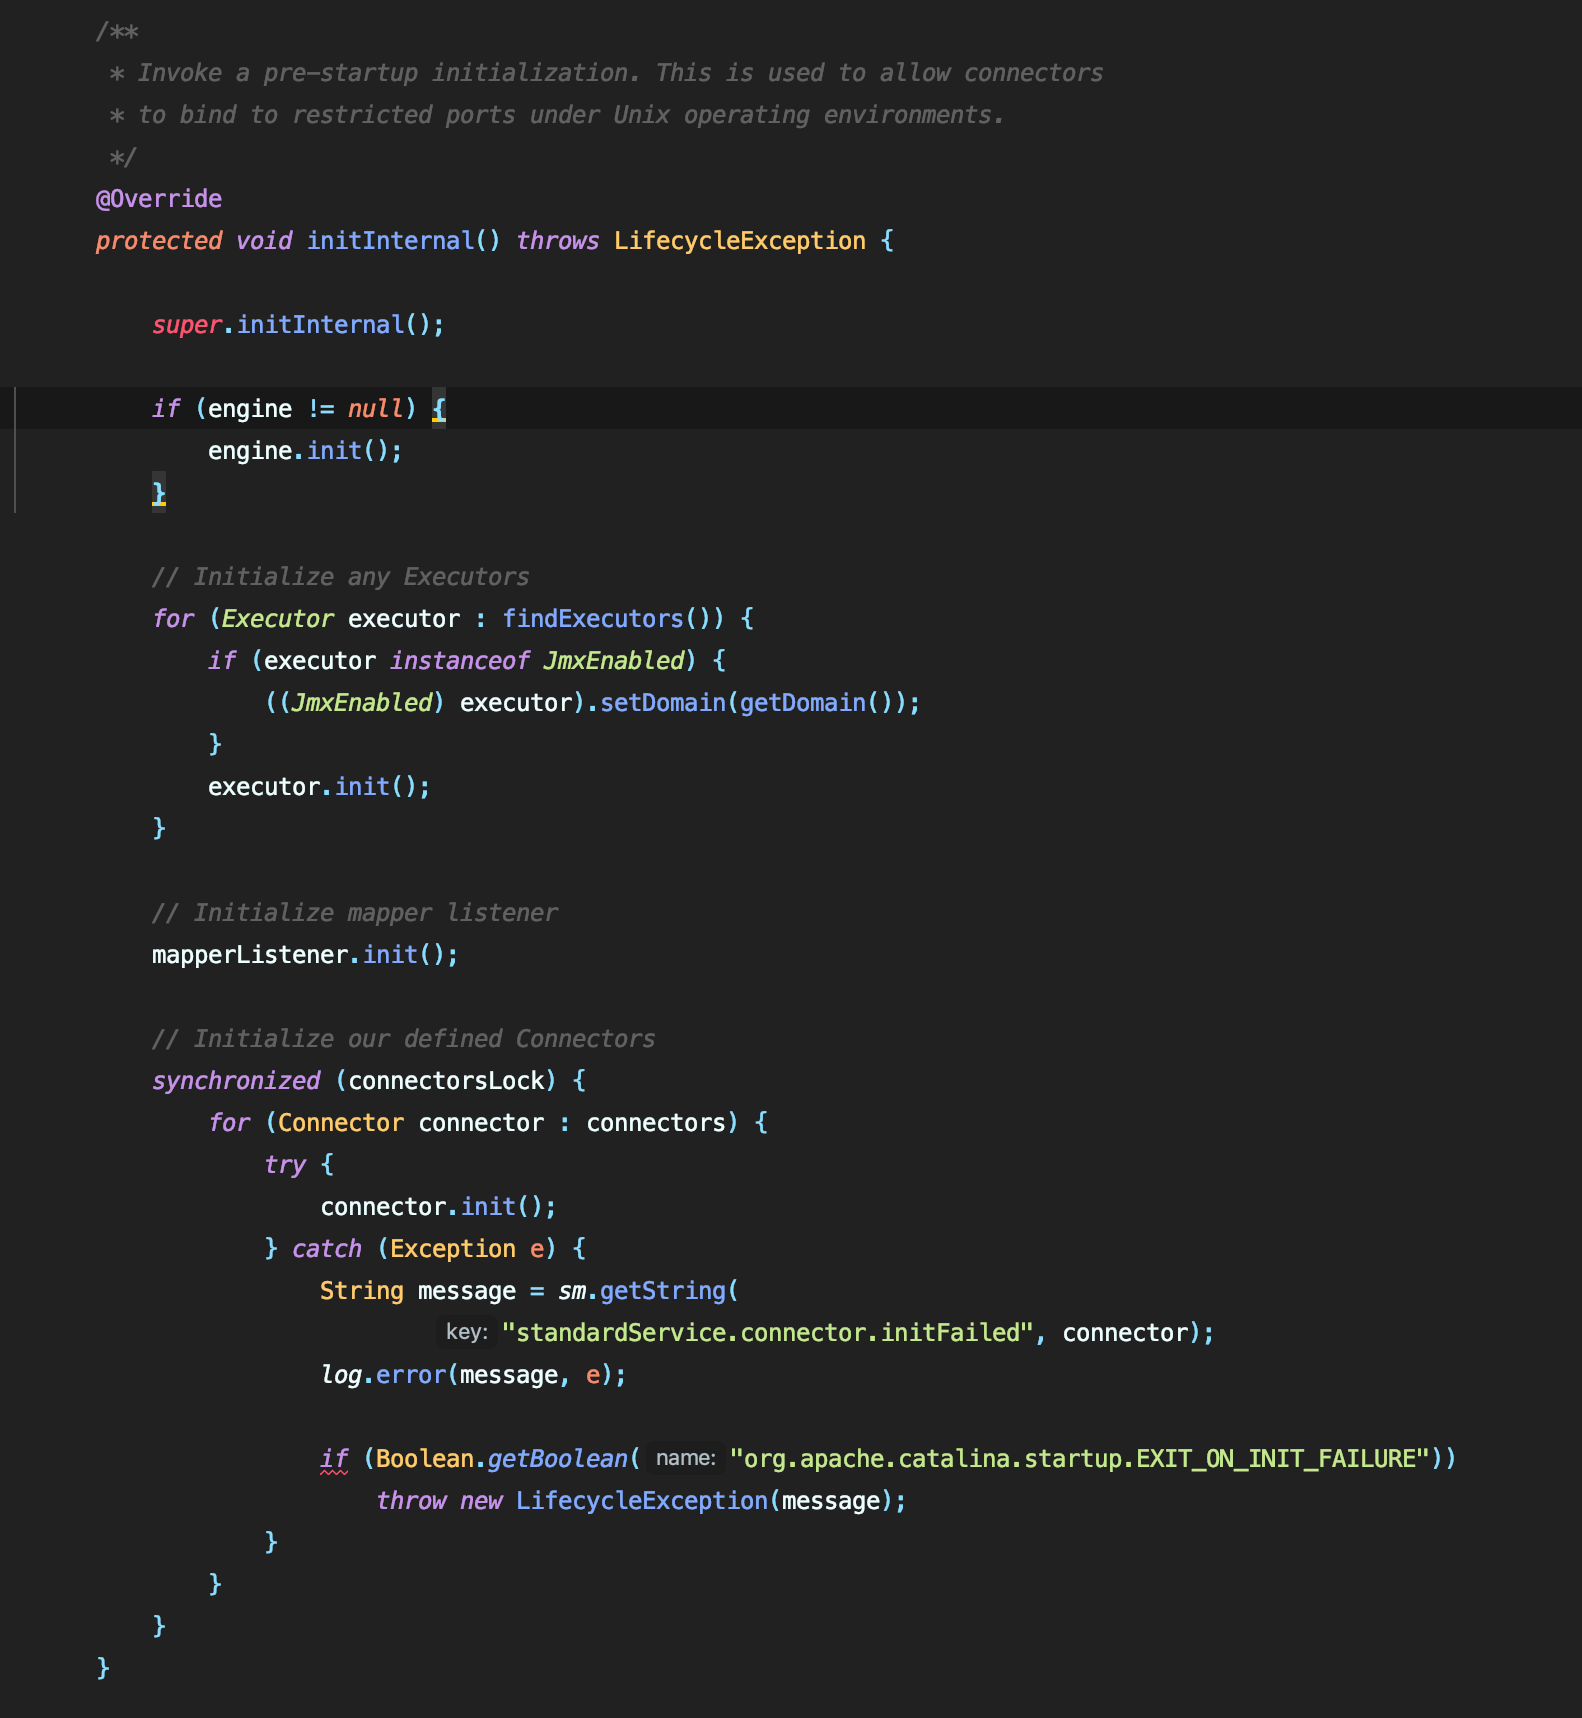 /**
 * Invoke a pre-startup initialization. This is used to allow connectors
 * to bind to restricted ports under Unix operating environments.
 */
@Override
protected void initInternal() throws LifecycleException {

    super.initInternal();

    if (engine != null) {
        engine.init();
    }

    // Initialize any Executors
    for (Executor executor : findExecutors()) {
        if (executor instanceof JmxEnabled) {
            ((JmxEnabled) executor).setDomain(getDomain());
        }
        executor.init();
    }

    // Initialize mapper listener
    mapperListener.init();

    // Initialize our defined Connectors
    synchronized (connectorsLock) {
        for (Connector connector : connectors) {
            try {
                connector.init();
            } catch (Exception e) {
                String message = sm.getString(
                        key: "standardService.connector.initFailed", connector);
                log.error(message, e);

                if (Boolean.getBoolean( name: "org.apache.catalina.startup.EXIT_ON_INIT_FAILURE"))
                    throw new LifecycleException(message);
            }
        }
    }
}